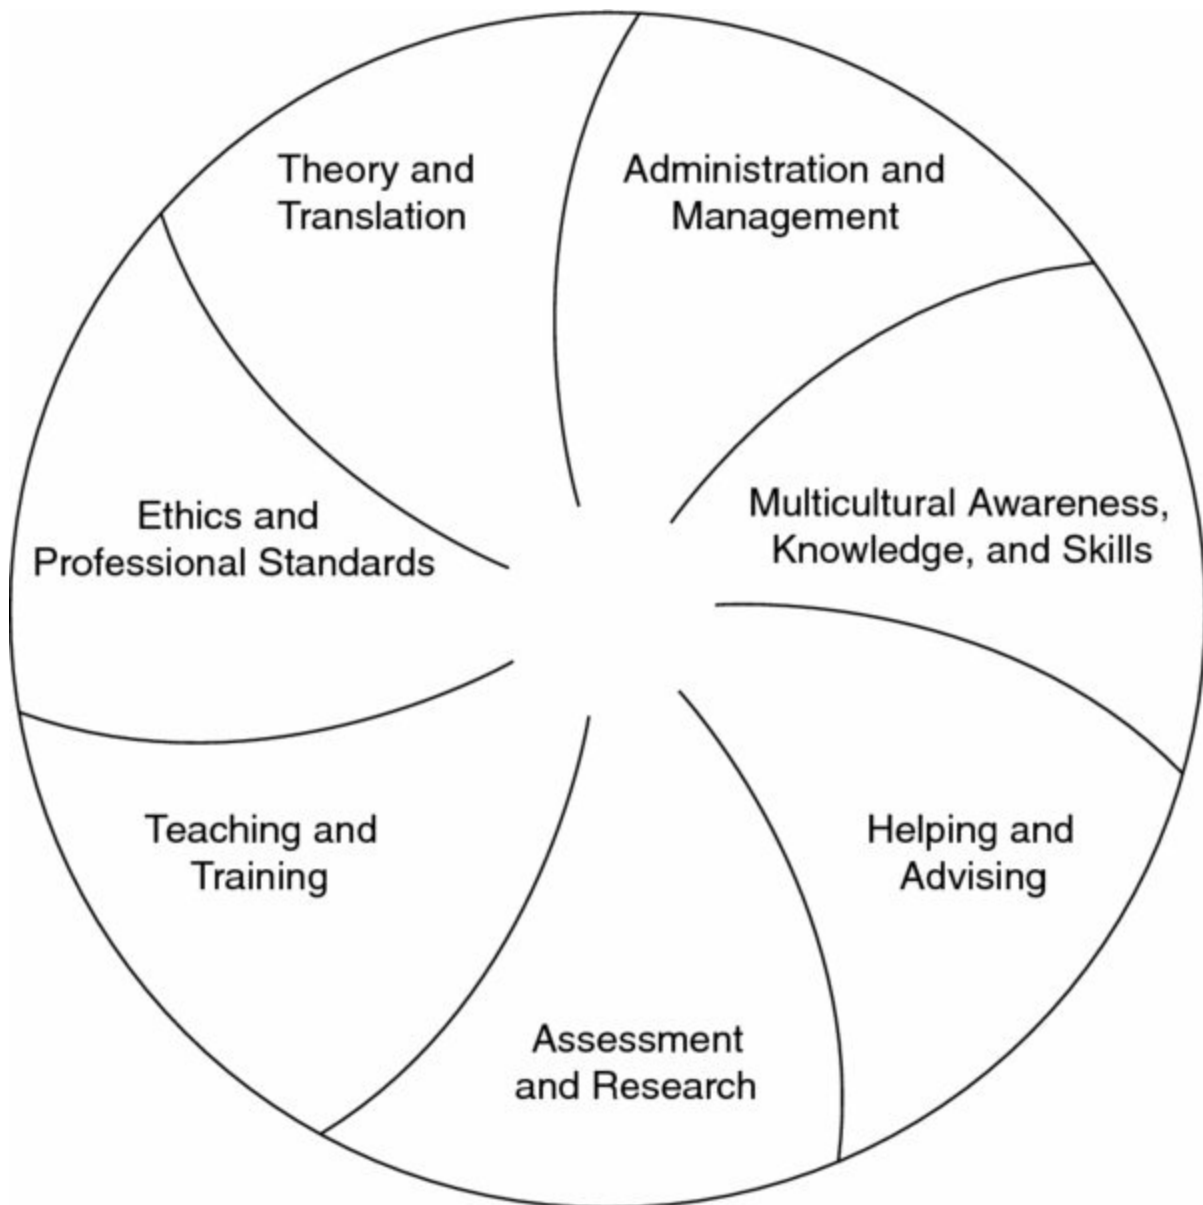 Theory and
Translation
Administration and
Management
Multicultural Awareness,
Knowledge, and Skills
Helping and
Advising
Assessment
and Research
Teaching and
Training
Ethics and
Professional Standards